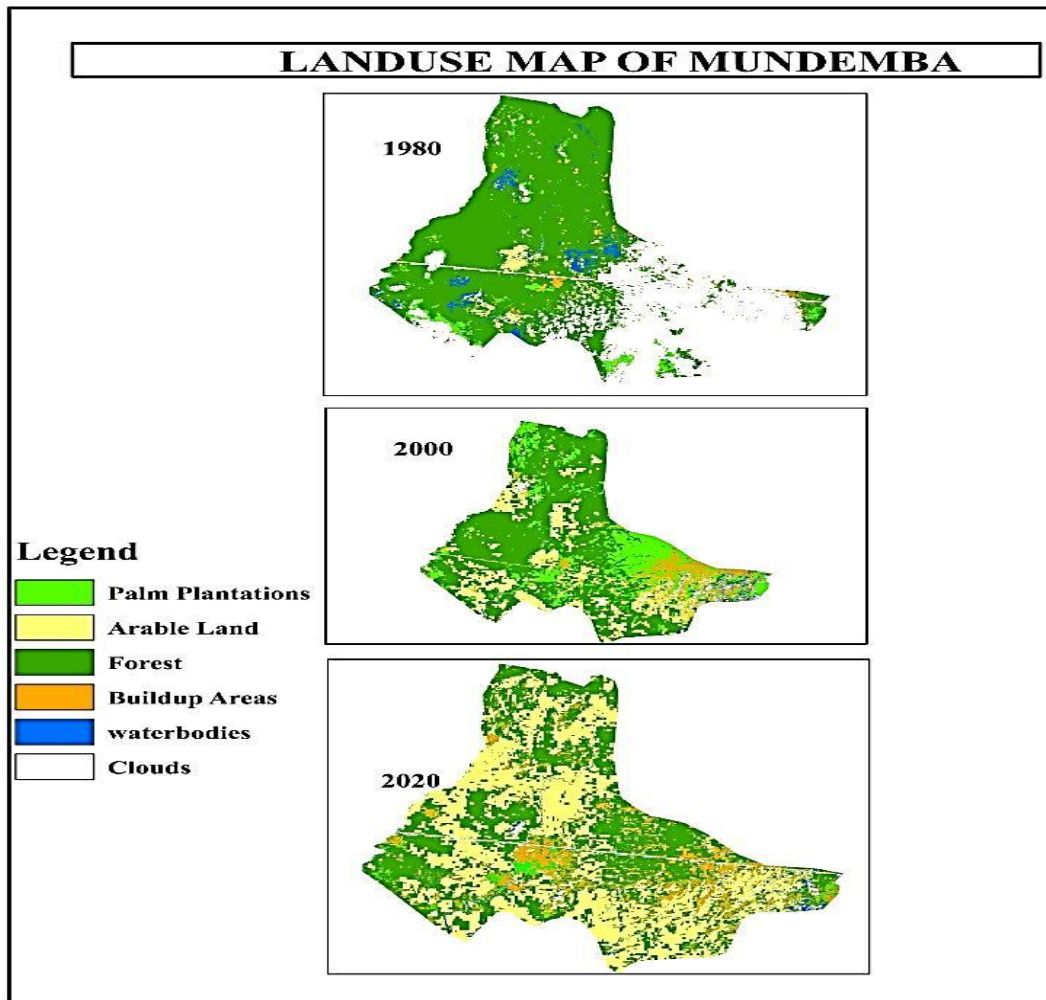 LANDUSE MAP OF MUNDEMBA
1980
2000
2020
Legend
Palm Plantations
Arable Land
Forest
Buildup Areas
waterbodies
Clouds